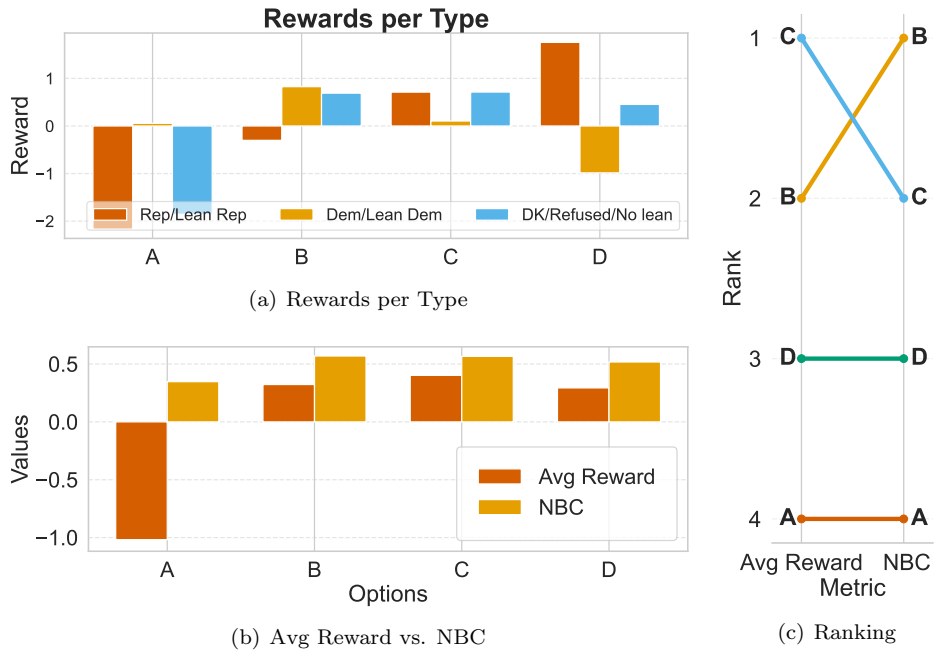 Rewards per Type
Reward
1
0
−1
−2
Rep/Lean Rep
Dem/Lean Dem
DK/Refused/No lean
A
B
C
D
(a) Rewards per Type
Values
0.5
0.0
−0.5
−1.0
Avg Reward
NBC
A
B
C
D
Options
(b) Avg Reward vs. NBC
Rank
1
C
B
2
B
C
3
D
D
4
A
A
Avg Reward
NBC
Metric
(c) Ranking